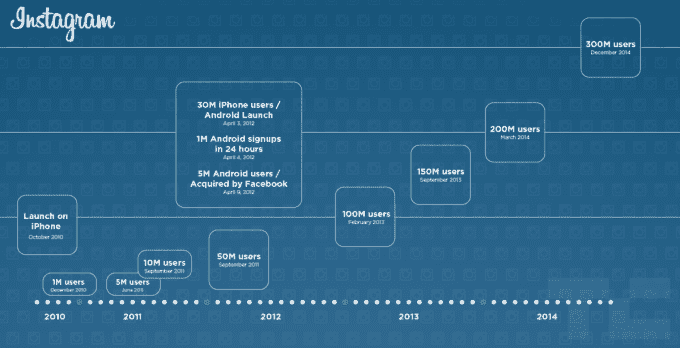 Instagram
300M users
December 2014
30M iPhone users /
Android Launch
April 3, 2012
1M Android signups
in 24 hours
April 4, 2012
5M Android users /
Acquired by Facebook
April 9, 2012
200M users
March 2014
150M users
September 2013
Launch on
iPhone
October 2010
100M users
February 2013
50M users
September 2011
10M users
September 2011
1M users
December 2010
5M users
June 2011
2010
2011
2012
2013
2014